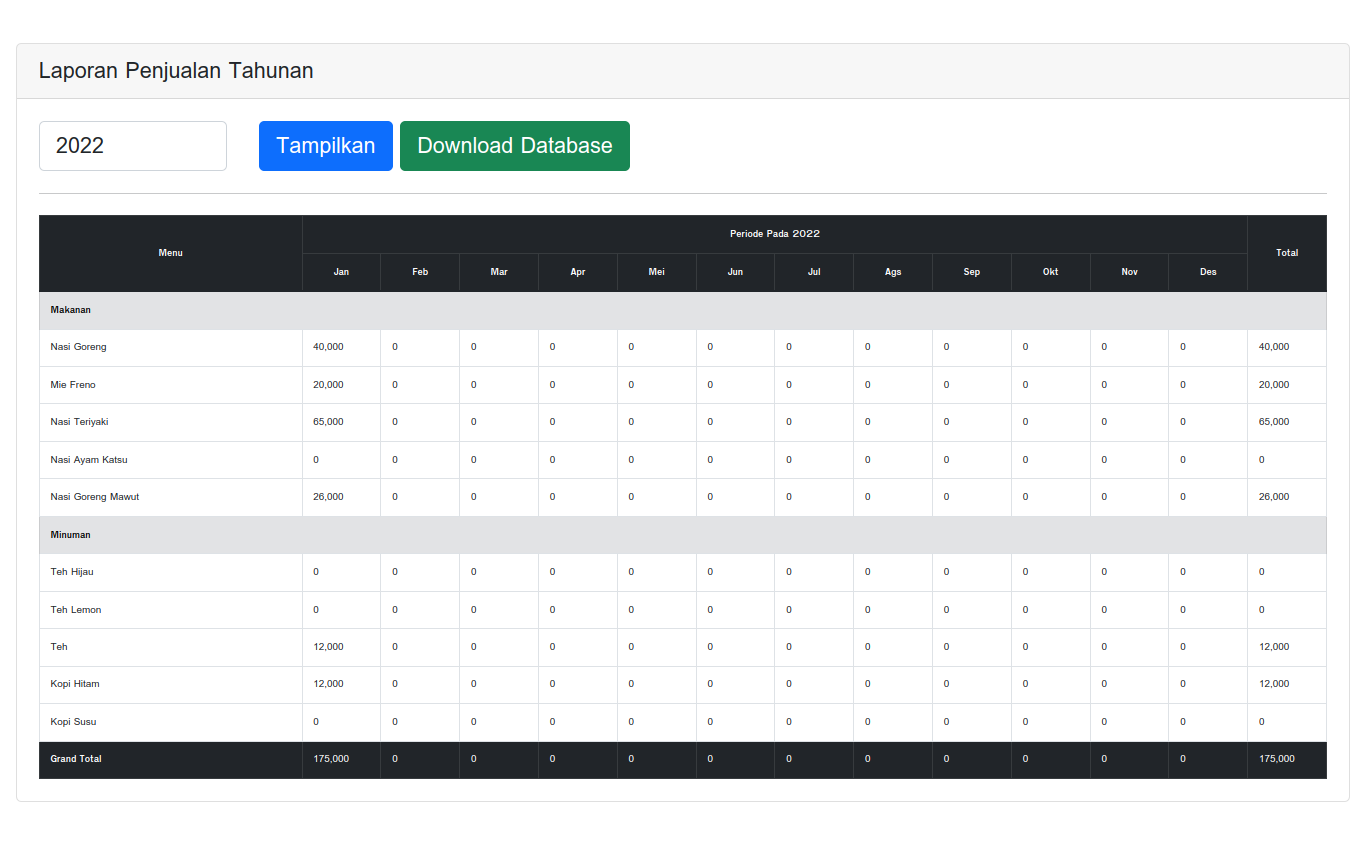 Laporan Penjualan Tahunan
2022 Tampilkan Download Database
Menu Periode Pada 2022 Total
Jan Feb Mar Apr Mei Jun Jul Ags Sep Okt Nov Des
Makanan
Nasi Goreng 40,000 0 0 0 0 0 0 0 0 0 0 0 40,000
Mie Freno 20,000 0 0 0 0 0 0 0 0 0 0 0 20,000
Nasi Teriyaki 65,000 0 0 0 0 0 0 0 0 0 0 0 65,000
Nasi Ayam Katsu 0 0 0 0 0 0 0 0 0 0 0 0 0
Nasi Goreng Mawut 26,000 0 0 0 0 0 0 0 0 0 0 0 26,000
Minuman
Teh Hijau 0 0 0 0 0 0 0 0 0 0 0 0 0
Teh Lemon 0 0 0 0 0 0 0 0 0 0 0 0 0
Teh 12,000 0 0 0 0 0 0 0 0 0 0 0 12,000
Kopi Hitam 12,000 0 0 0 0 0 0 0 0 0 0 0 12,000
Kopi Susu 0 0 0 0 0 0 0 0 0 0 0 0 0
Grand Total 175,000 0 0 0 0 0 0 0 0 0 0 0 175,000